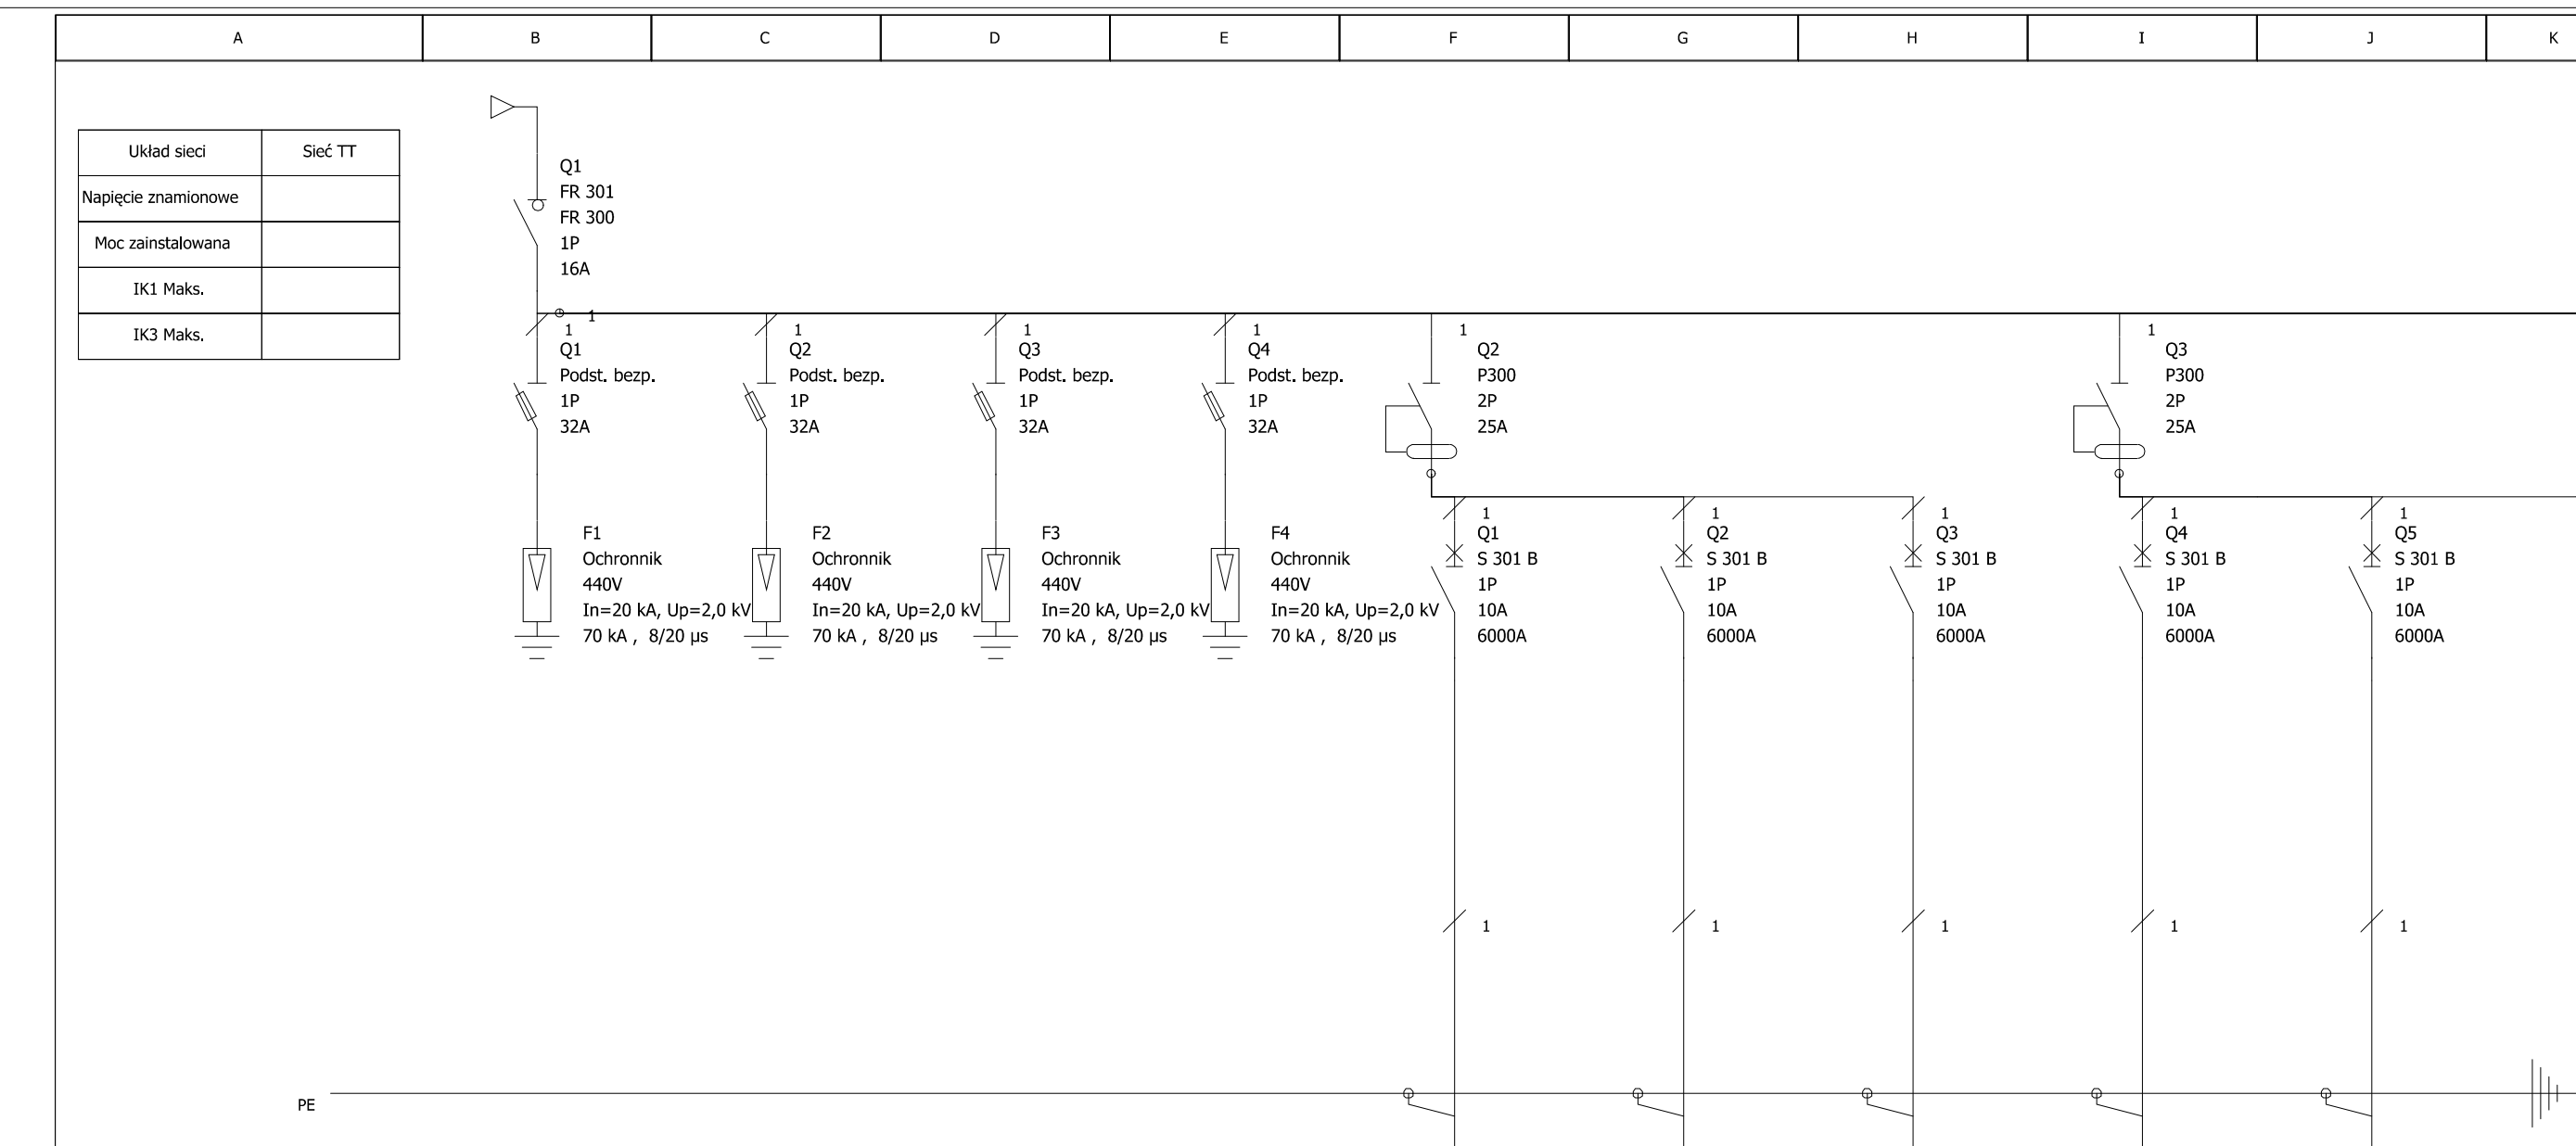 A B C D E F G H I J K
Układ sieci Sieć TT
Napięcie znamionowe
Moc zainstalowana
IK1 Maks.
IK3 Maks.
Q1
FR 301
FR 300
1P
16A
1
1
Q1
Podst. bezp.
1P
32A
1
Q2
Podst. bezp.
1P
32A
1
Q3
Podst. bezp.
1P
32A
1
Q4
Podst. bezp.
1P
32A
1
Q2
P300
2P
25A
1
Q3
P300
2P
25A
F1
Ochronnik
440V
In=20 kA, Up=2,0 kV
70 kA , 8/20 µs
F2
Ochronnik
440V
In=20 kA, Up=2,0 kV
70 kA , 8/20 µs
F3
Ochronnik
440V
In=20 kA, Up=2,0 kV
70 kA , 8/20 µs
F4
Ochronnik
440V
In=20 kA, Up=2,0 kV
70 kA , 8/20 µs
1
Q1
S 301 B
1P
10A
6000A
1
Q2
S 301 B
1P
10A
6000A
1
Q3
S 301 B
1P
10A
6000A
1
Q4
S 301 B
1P
10A
6000A
1
Q5
S 301 B
1P
10A
6000A
1 1 1 1 1
PE